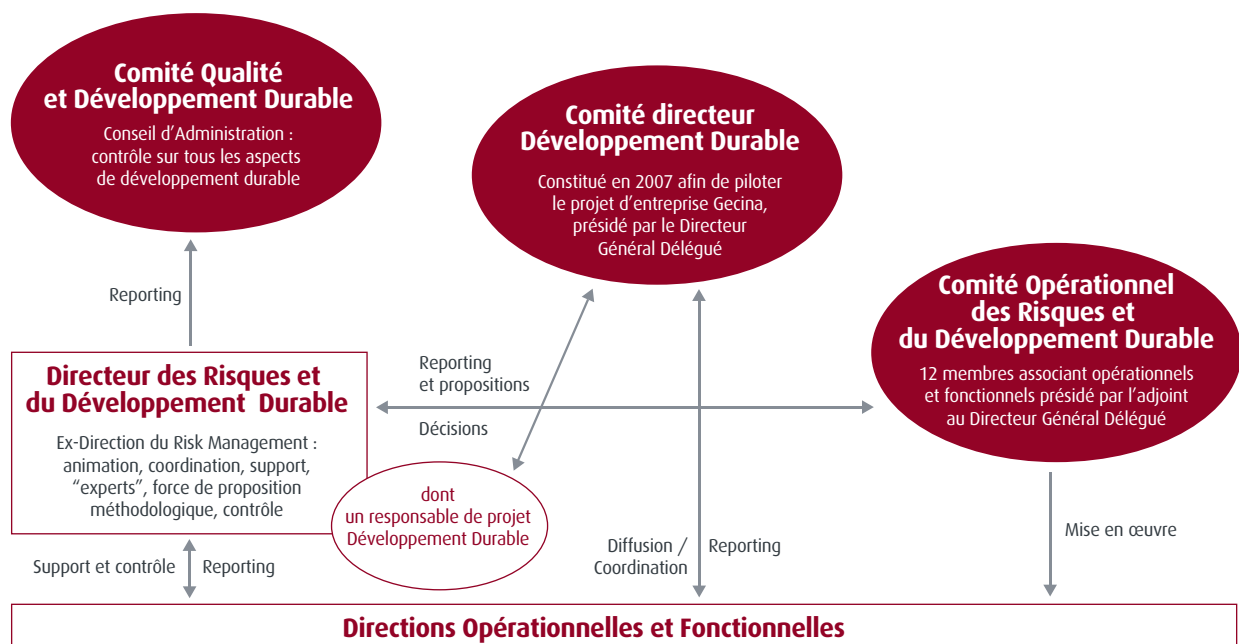 Comité Qualité
et Développement Durable
Conseil d’Administration :
contrôle sur tous les aspects
de développement durable
Comité directeur
Développement Durable
Constitué en 2007 afin de piloter
le projet d’entreprise Gecina,
présidé par le Directeur
Général Délégué
Comité Opérationnel
des Risques et
du Développement Durable
12 membres associant opérationnels
et fonctionnels présidé par l’adjoint
au Directeur Général Délégué
Reporting
Directeur des Risques et
du Développement Durable
Ex-Direction du Risk Management :
animation, coordination, support,
“experts”, force de proposition
méthodologique, contrôle
Reporting
et propositions
Décisions
dont
un responsable de projet
Développement Durable
Support et contrôle
Reporting
Diffusion /
Coordination
Reporting
Mise en œuvre
Directions Opérationnelles et Fonctionnelles